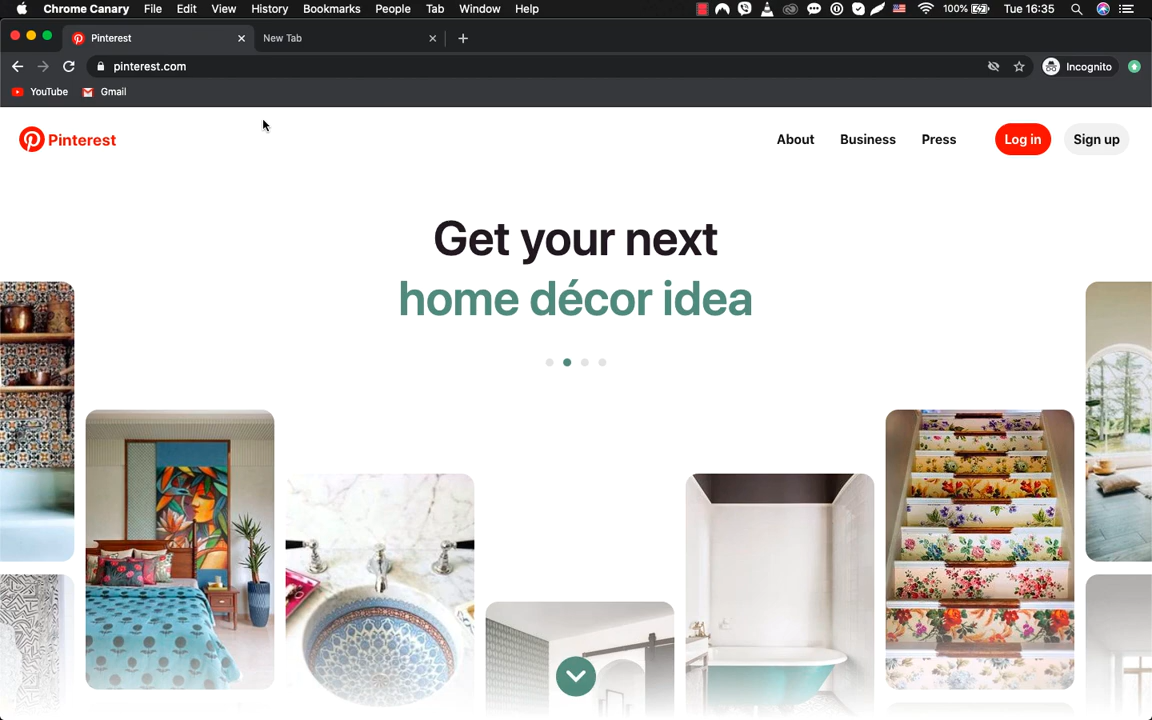 Chrome Canary File Edit View History Bookmarks People Tab Window Help 100% Tue 16:35
Pinterest New Tab
pinterest.com Incognito
YouTube Gmail
Pinterest About Business Press Log in Sign up
Get your next
home décor idea